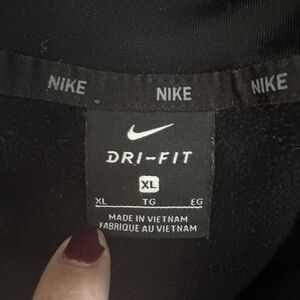 NIKE NIKE NIKE
DRI-FIT
XL
XL TG EG
MADE IN VIETNAM
FABRIQUE AU VIETNAM